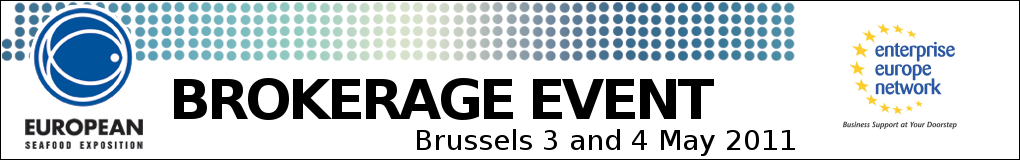 EUROPEAN
SEAFOOD EXPOSITION
BROKERAGE EVENT
Brussels 3 and 4 May 2011
enterprise
europe
network
Business Support at Your Doorstep